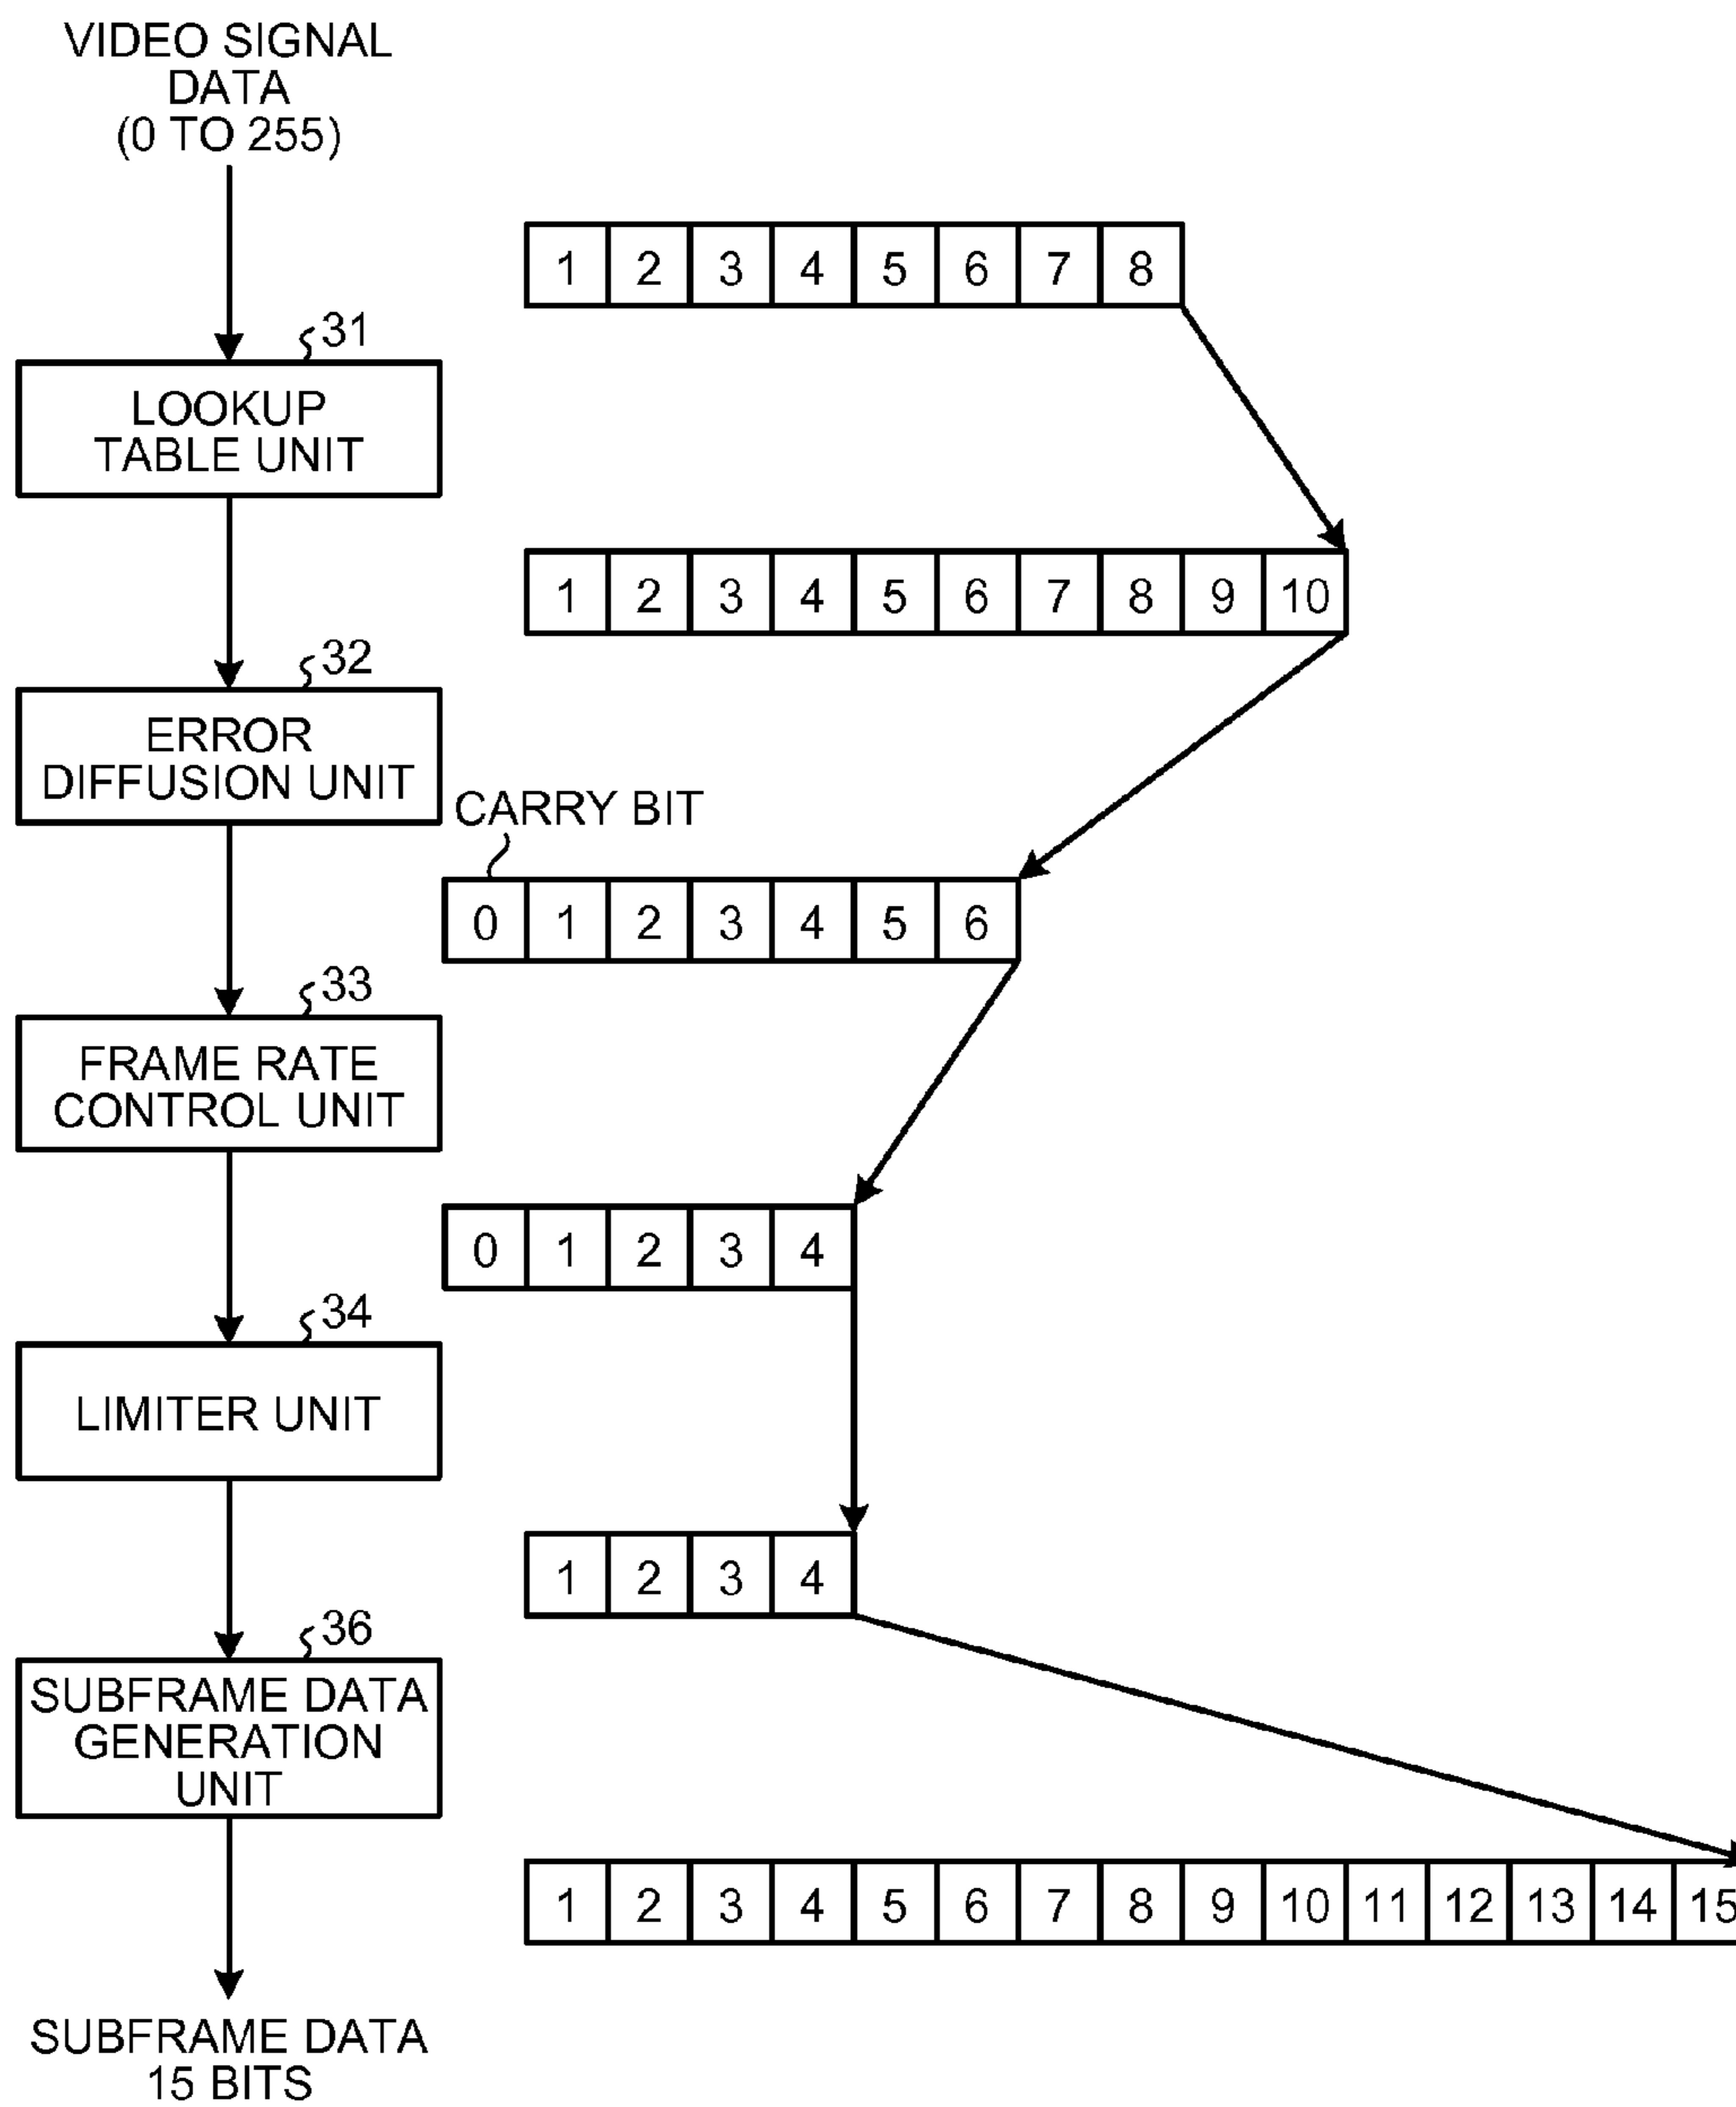 VIDEO SIGNAL
DATA
(0 TO 255)
1 2 3 4 5 6 7 8
31
LOOKUP
TABLE UNIT
1 2 3 4 5 6 7 8 9 10
32
ERROR
DIFFUSION UNIT
CARRY BIT
0 1 2 3 4 5 6
33
FRAME RATE
CONTROL UNIT
0 1 2 3 4
34
LIMITER UNIT
1 2 3 4
36
SUBFRAME DATA
GENERATION
UNIT
1 2 3 4 5 6 7 8 9 10 11 12 13 14 15
SUBFRAME DATA
15 BITS